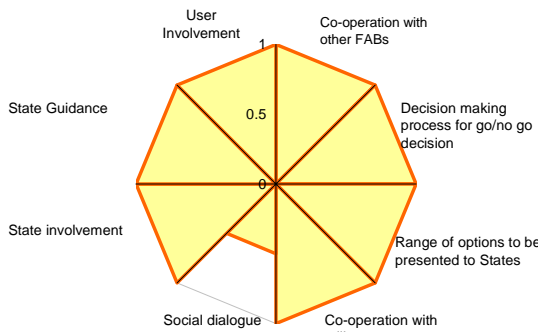 User
Involvement
Co-operation with
other FABs
1
State Guidance
0.5
Decision making
process for go/no go
decision
0
State involvement
Range of options to be
presented to States
Social dialogue
Co-operation with